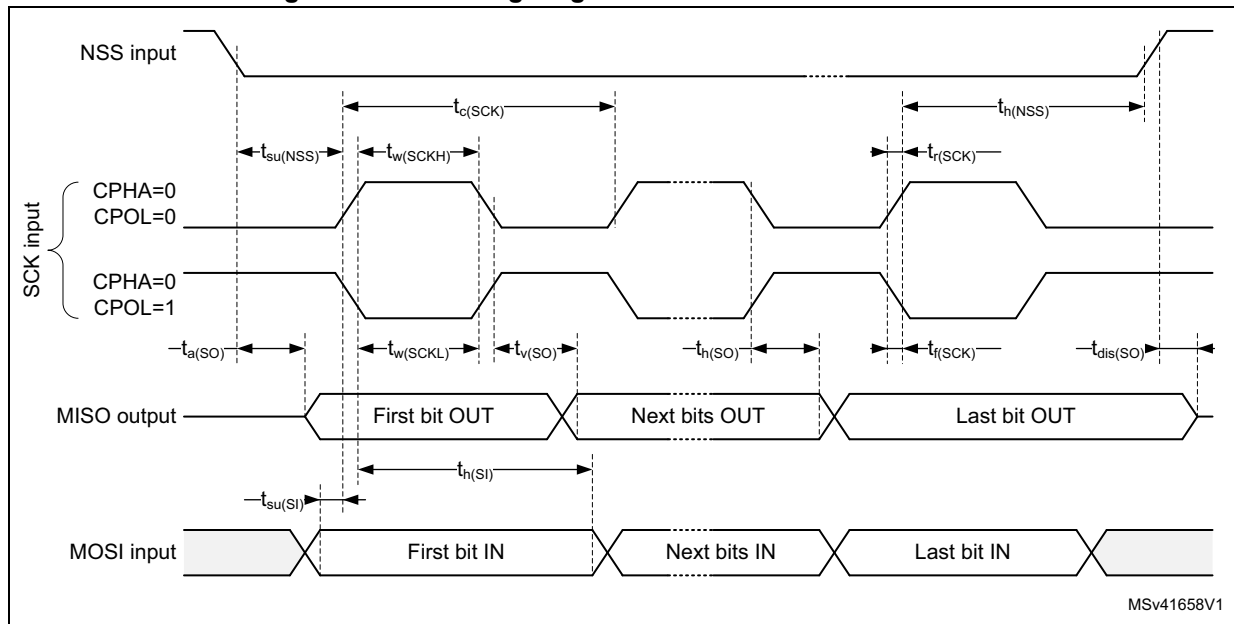 NSS input
tc(SCK)
th(NSS)
tsu(NSS)
tw(SCKH)
tr(SCK)
SCK input
CPHA=0
CPOL=0
CPHA=0
CPOL=1
ta(SO)
tw(SCKL)
tv(SO)
th(SO)
tf(SCK)
tdis(SO)
MISO output
First bit OUT
Next bits OUT
Last bit OUT
th(SI)
tsu(SI)
MOSI input
First bit IN
Next bits IN
Last bit IN
MSv41658V1